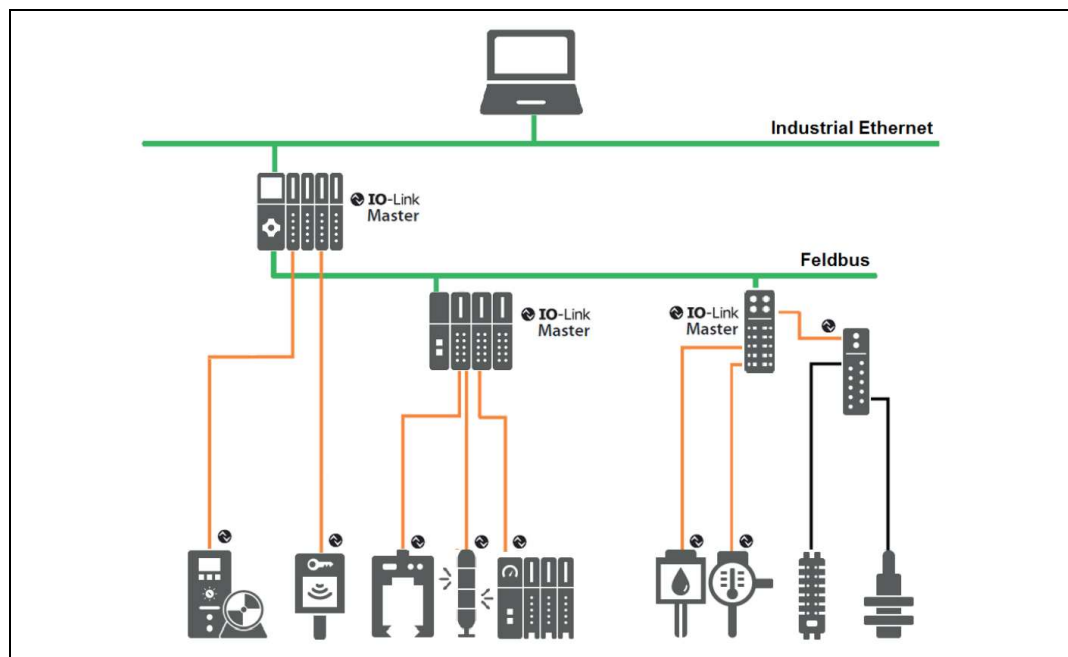 Industrial Ethernet
IO-Link
Master
Feldbus
IO-Link
Master
IO-Link
Master